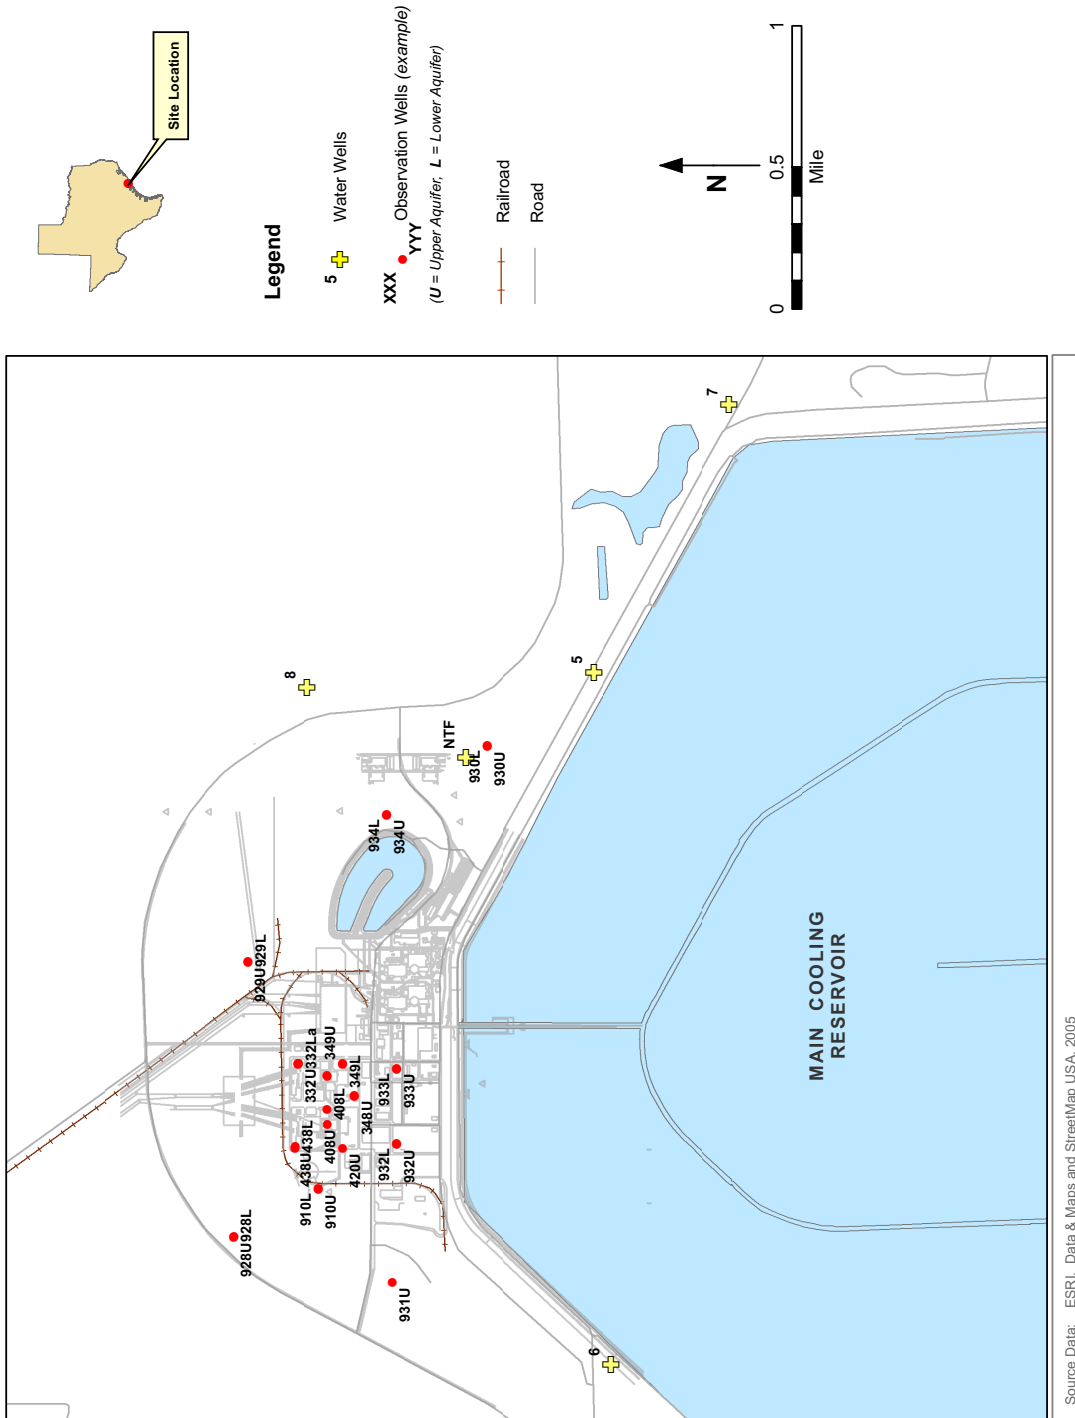 Site Location
Legend
5
Water Wells
XXX
YYY
Observation Wells (example)
(U = Upper Aquifer, L = Lower Aquifer)
Railroad
Road
N
0
0.5
1
Mile
928U928L
929U929L
910L
910U
438U438L
332U332La
408U
408L
349U
349L
348U
420U
932L
932U
933L
933U
931U
934L
934U
NTF
930L
930U
8
5
7
6
MAIN COOLING
RESERVOIR
Source Data: ESRI, Data & Maps and StreetMap USA, 2005